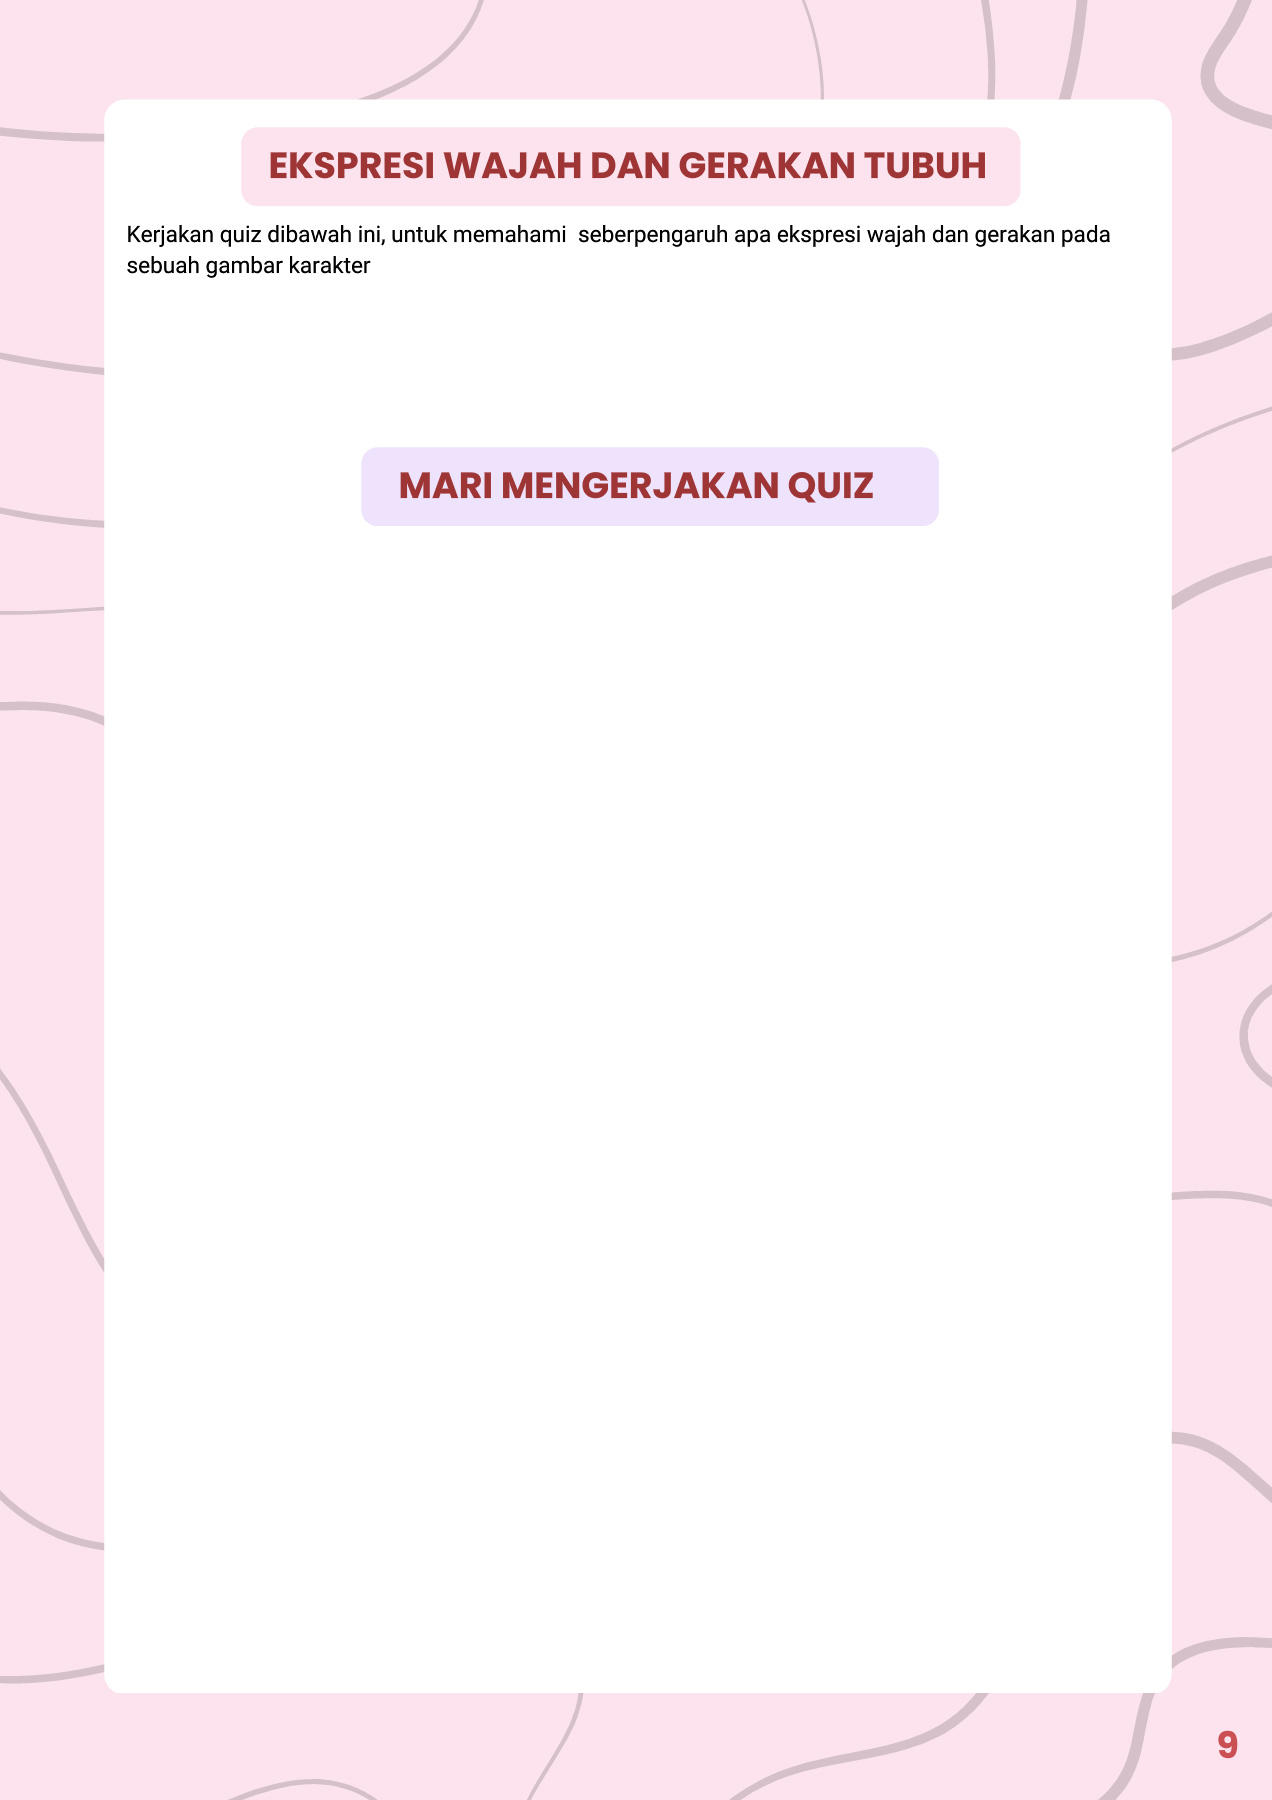 EKSPRESI WAJAH DAN GERAKAN TUBUH
Kerjakan quiz dibawah ini, untuk memahami  seberpengaruh apa ekspresi wajah dan gerakan pada
sebuah gambar karakter
MARI MENGERJAKAN QUIZ
9